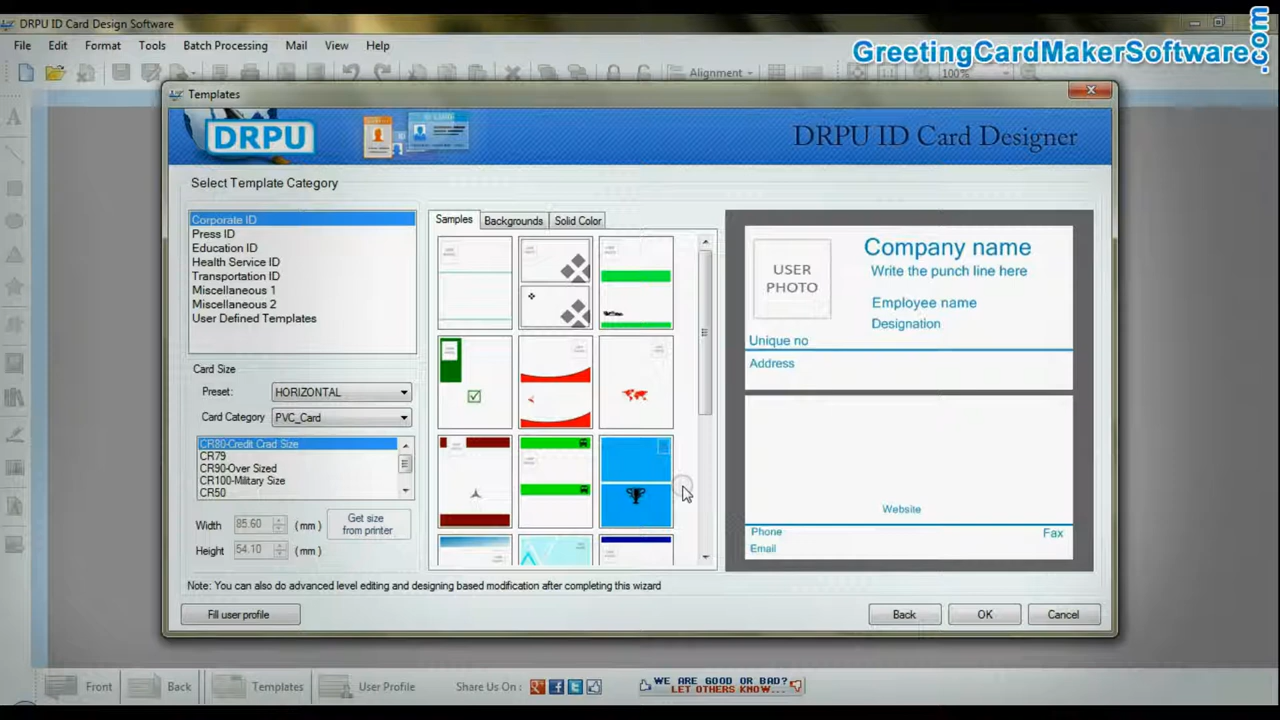 DRPU ID Card Design Software
GreetingCardMakerSoftware.com
File Edit Format Tools Batch Processing Mail View Help
Alignment 100%
Templates
DRPU
DRPU ID Card Designer
Select Template Category
Corporate ID
Press ID
Education ID
Health Service ID
Transportation ID
Miscellaneous 1
Miscellaneous 2
User Defined Templates
Samples Backgrounds Solid Color
Card Size
Preset: HORIZONTAL
Card Category PVC_Card
CR80-Credit Crad Size
CR79
CR90-Over Sized
CR100-Military Size
CR50
Width 85.60 (mm)
Height 54.10 (mm)
Get size
from printer
USER
PHOTO
Company name
Write the punch line here
Employee name
Designation
Unique no
Address
Website
Phone Fax
Email
Note: You can also do advanced level editing and designing based modification after completing this wizard
Fill user profile Back OK Cancel
Front Back Templates User Profile Share Us On :
WE ARE GOOD OR BAD?
LET OTHERS KNOW...